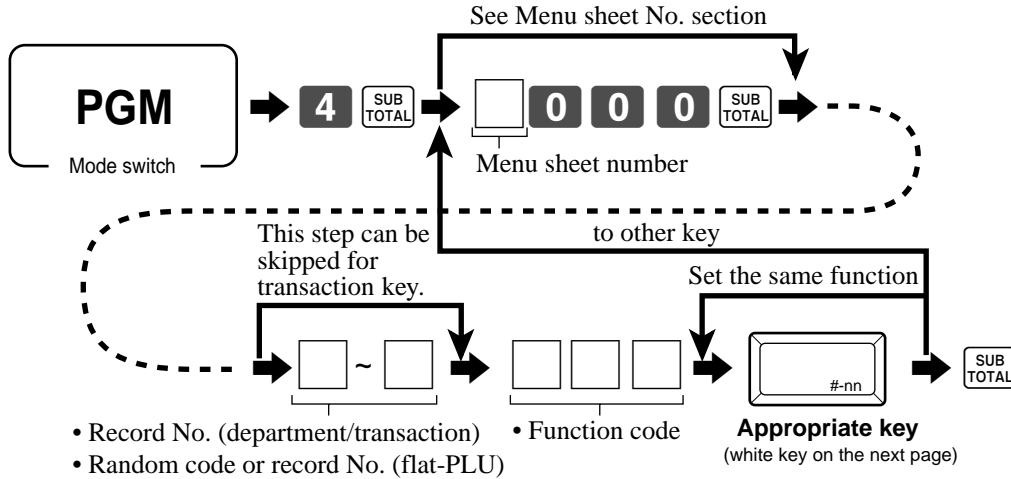 See Menu sheet No. section
PGM
Mode switch
4
SUB
TOTAL
0 0 0
SUB
TOTAL
Menu sheet number
This step can be
skipped for
transaction key.
to other key
Set the same function
~
#-nn
SUB
TOTAL
• Record No. (department/transaction)
• Random code or record No. (flat-PLU)
• Function code
Appropriate key
(white key on the next page)